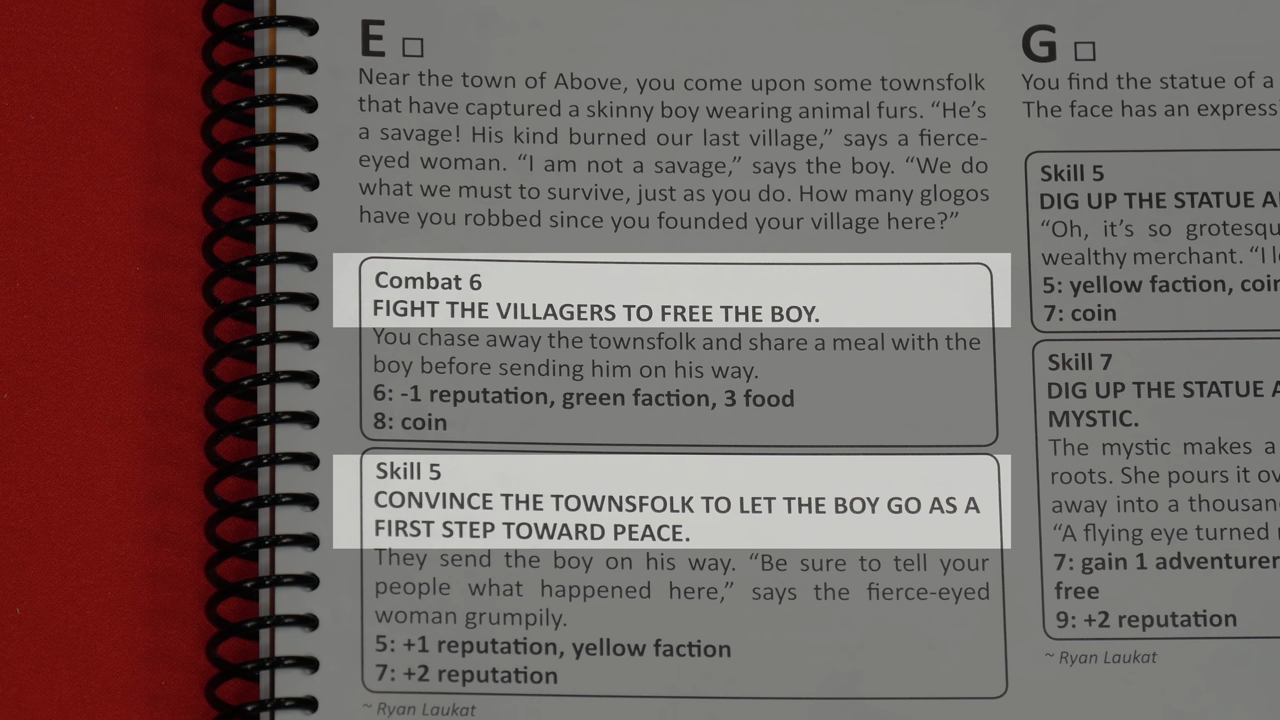 E □
Near the town of Above, you come upon some townsfolk
that have captured a skinny boy wearing animal furs. “He’s
a savage! His kind burned our last village,” says a fierce-
eyed woman. “I am not a savage,” says the boy. “We do
what we must to survive, just as you do. How many glogos
have you robbed since you founded your village here?”
Combat 6
FIGHT THE VILLAGERS TO FREE THE BOY.
You chase away the townsfolk and share a meal with the
boy before sending him on his way.
6: -1 reputation, green faction, 3 food
8: coin
Skill 5
CONVINCE THE TOWNSFOLK TO LET THE BOY GO AS A
FIRST STEP TOWARD PEACE.
They send the boy on his way. “Be sure to tell your
people what happened here,” says the fierce-eyed
woman grumpily.
5: +1 reputation, yellow faction
7: +2 reputation
~ Ryan Laukat
G □
You find the statue of a
The face has an express
Skill 5
DIG UP THE STATUE A
“Oh, it’s so grotesqu
wealthy merchant. “I l
5: yellow faction, coin
7: coin
Skill 7
DIG UP THE STATUE A
MYSTIC.
The mystic makes a
roots. She pours it ov
away into a thousan
“A flying eye turned
7: gain 1 adventurer
free
9: +2 reputation
~ Ryan Laukat